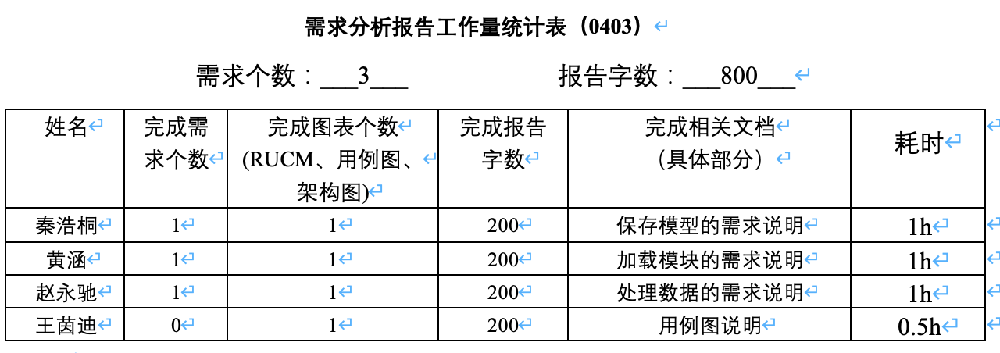 需求分析报告工作量统计表（0403）
需求个数：___3___ 报告字数：___800___
姓名 完成需求个数 完成图表个数(RUCM、用例图、架构图) 完成报告字数 完成相关文档（具体部分） 耗时
秦浩桐 1 1 200 保存模型的需求说明 1h
黄涵 1 1 200 加载模块的需求说明 1h
赵永驰 1 1 200 处理数据的需求说明 1h
王茵迪 0 1 200 用例图说明 0.5h